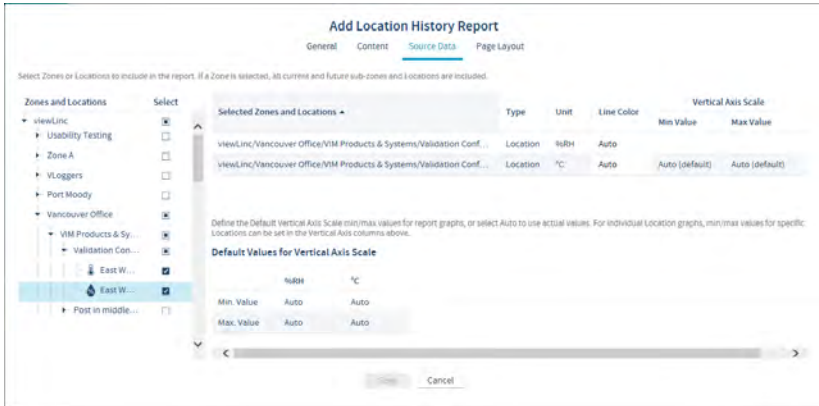 Add Location History Report
General Content Source Data Page Layout
Select Zones or Locations to include in the report. If a Zone is selected, all current and future sub-zones and Locations are included.
Zones and Locations Select
viewLinc
Usability Testing
Zone A
VLoggers
Port Moody
Vancouver Office
VIM Products & Sy...
Validation Con...
East W...
East W...
Post in middle...
Selected Zones and Locations Type Unit Line Color Vertical Axis Scale
Min Value Max Value
viewLinc/Vancouver Office/VIM Products & Systems/Validation Conf... Location %RH Auto
viewLinc/Vancouver Office/VIM Products & Systems/Validation Conf... Location °C Auto Auto (default) Auto (default)
Define the Default Vertical Axis Scale min/max values for report graphs, or select Auto to use actual values. For individual Location graphs, min/max values for specific
Locations can be set in the Vertical Axis columns above.
Default Values for Vertical Axis Scale
%RH °C
Min. Value Auto Auto
Max. Value Auto Auto
Cancel